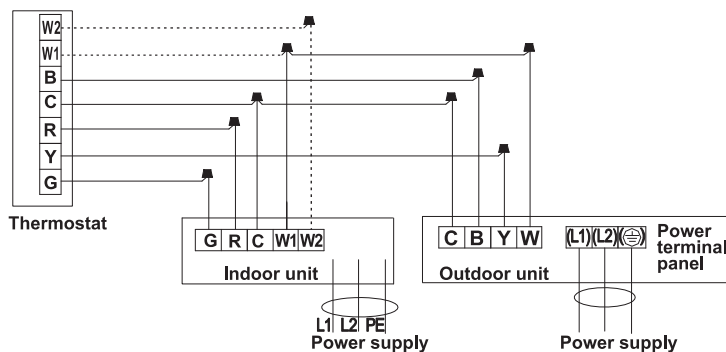 W2
W1
B
C
R
Y
G
Thermostat
G R C W1 W2
Indoor unit
L1 L2 PE
Power supply
C B Y W
Outdoor unit
(L1) (L2) (⏚)
Power
terminal
panel
Power supply